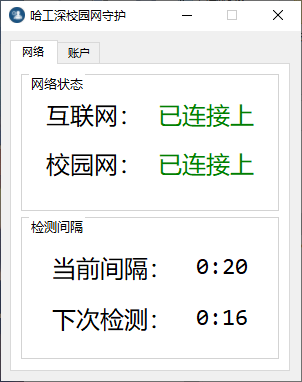 哈工深校园网守护
网络 账户
网络状态
互联网： 已连接上
校园网： 已连接上
检测间隔
当前间隔： 0:20
下次检测： 0:16